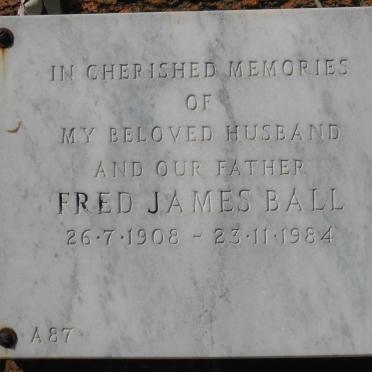 IN CHERISHED MEMORIES
OF
MY BELOVED HUSBAND
AND OUR FATHER
FRED JAMES BALL
26·7·1908 - 23·11·1984
A87